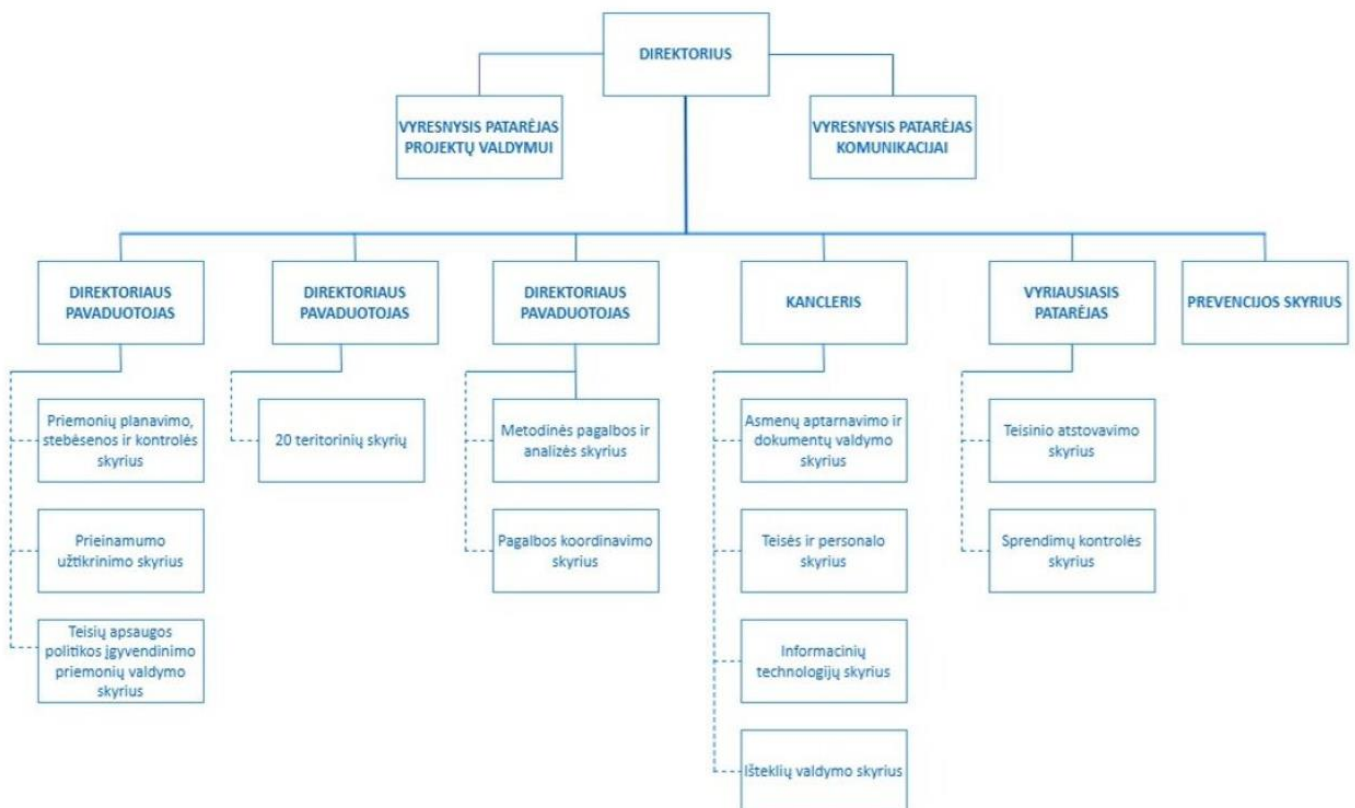 DIREKTORIUS
VYRESNYSIS PATARĖJAS
PROJEKTŲ VALDYMUI
VYRESNYSIS PATARĖJAS
KOMUNIKACIJAI
DIREKTORIAUS
PAVADUOTOJAS
DIREKTORIAUS
PAVADUOTOJAS
DIREKTORIAUS
PAVADUOTOJAS
KANCLERIS
VYRIAUSIASIS
PATARĖJAS
PREVENCIJOS SKYRIUS
Priemonių planavimo,
stebėsenos ir kontrolės
skyrius
20 teritorinių skyrių
Metodinės pagalbos ir
analizės skyrius
Asmenų aptarnavimo ir
dokumentų valdymo
skyrius
Teisinio atstovavimo
skyrius
Prieinamumo
užtikrinimo skyrius
Pagalbos koordinavimo
skyrius
Teisės ir personalo
skyrius
Sprendimų kontrolės
skyrius
Teisių apsaugos
politikos įgyvendinimo
priemonių valdymo
skyrius
Informacinių
technologijų skyrius
Išteklių valdymo skyrius